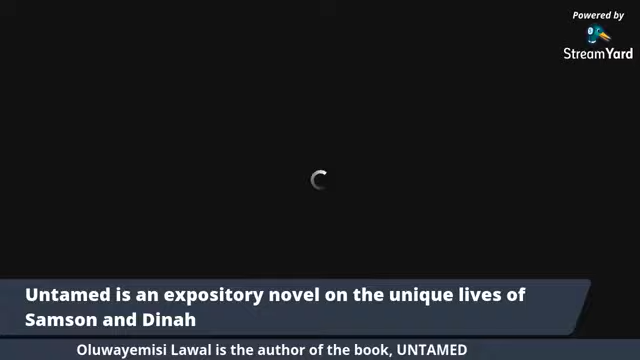 Powered by
StreamYard
Untamed is an expository novel on the unique lives of
Samson and Dinah
Oluwayemisi Lawal is the author of the book, UNTAMED